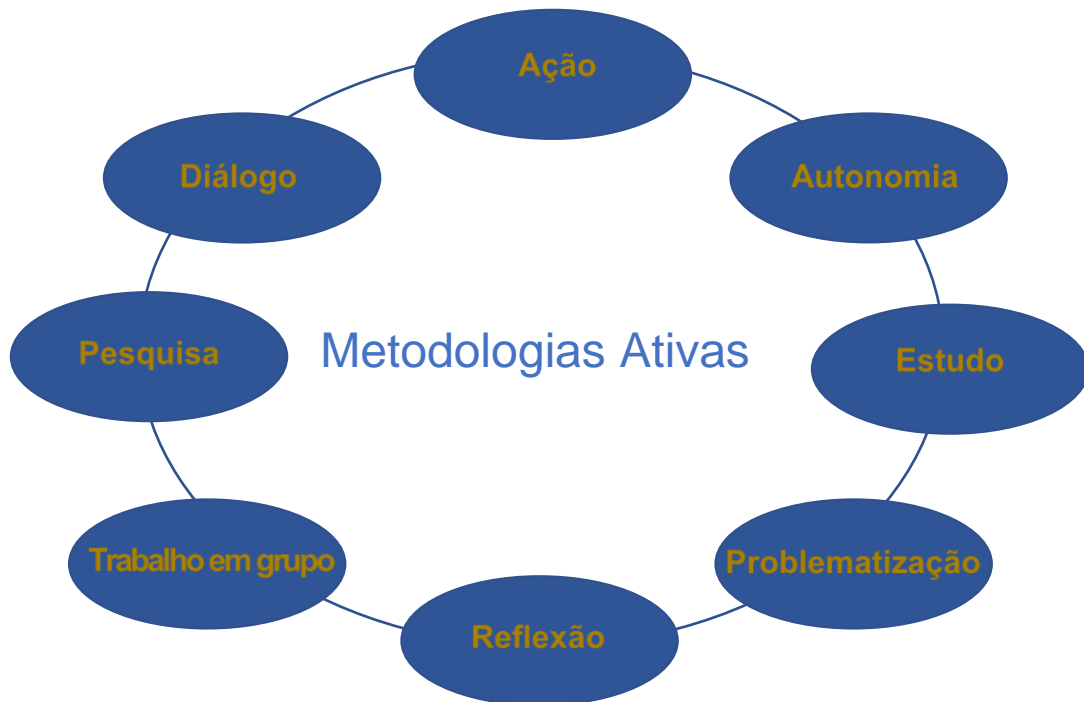 Ação
Diálogo
Autonomia
Pesquisa
Metodologias Ativas
Estudo
Trabalho em grupo
Problematização
Reflexão